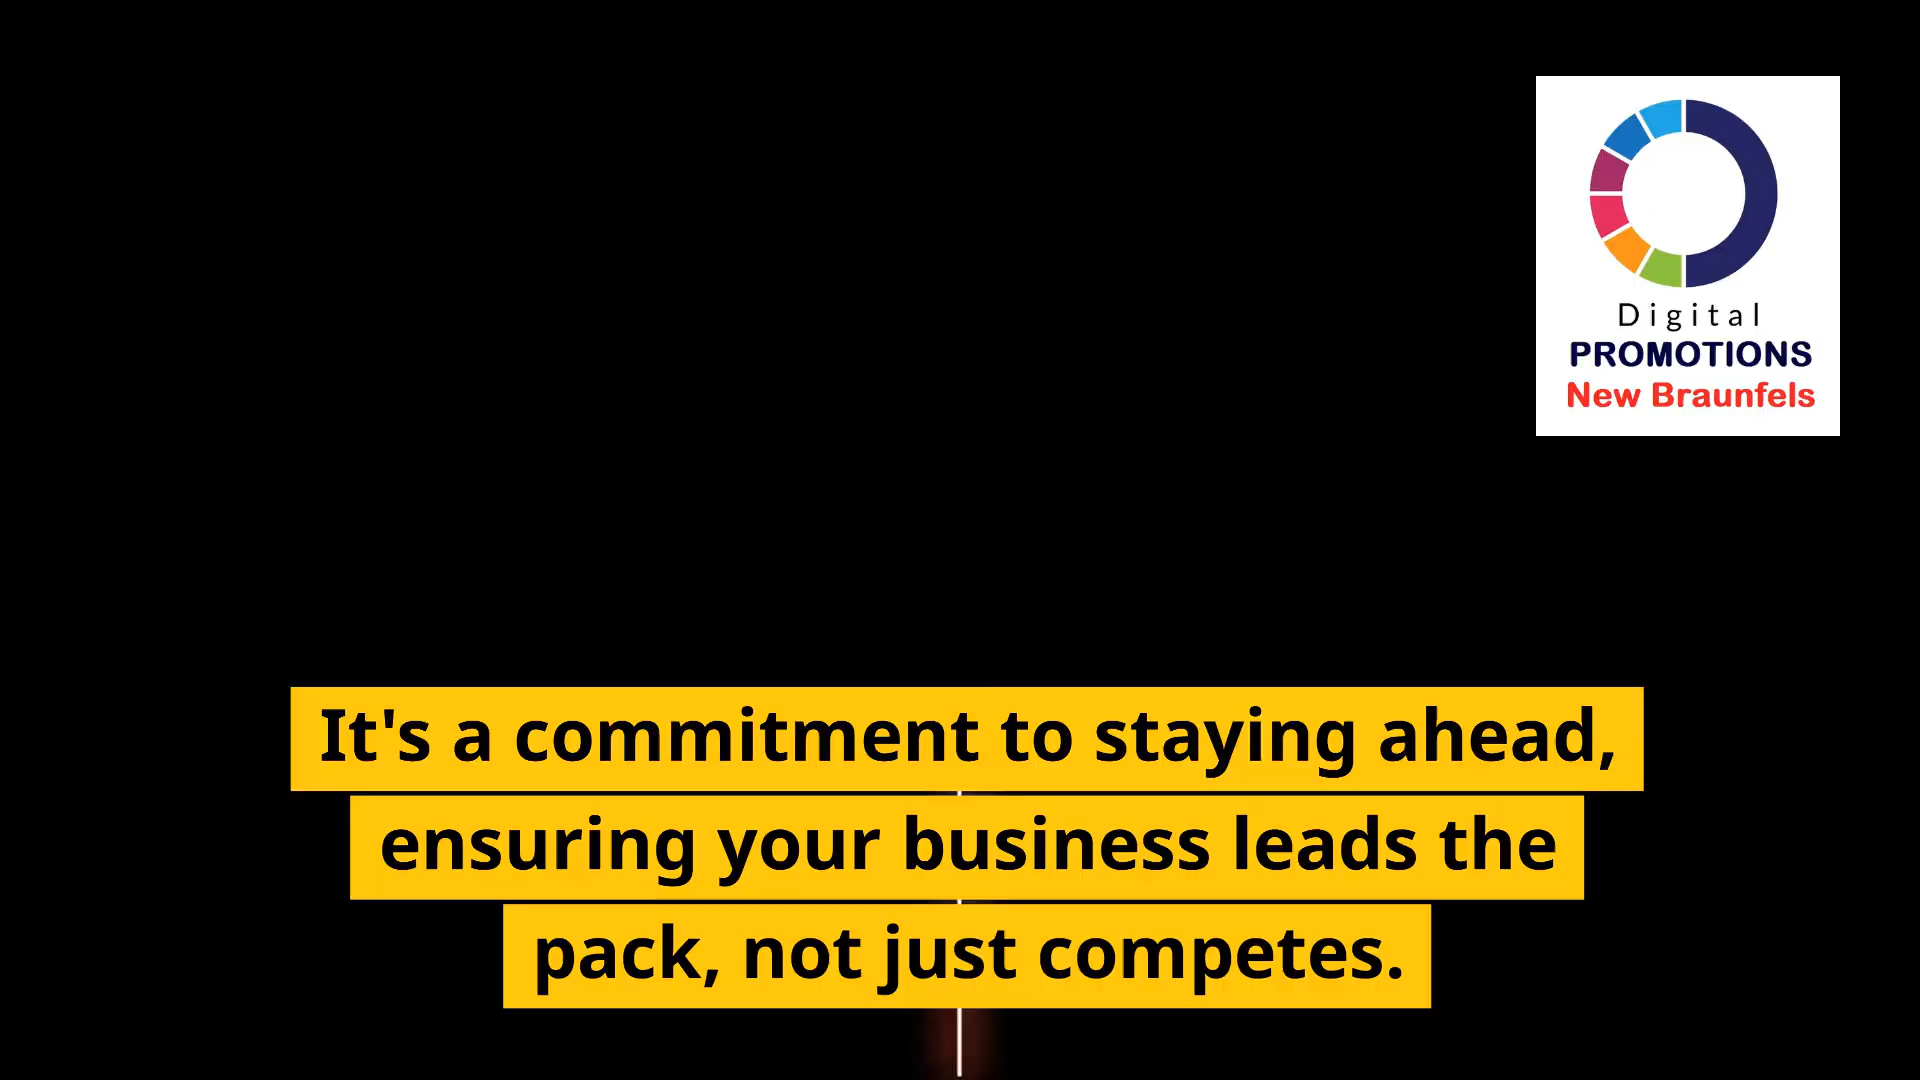 Digital
PROMOTIONS
New Braunfels
It's a commitment to staying ahead,
ensuring your business leads the
pack, not just competes.